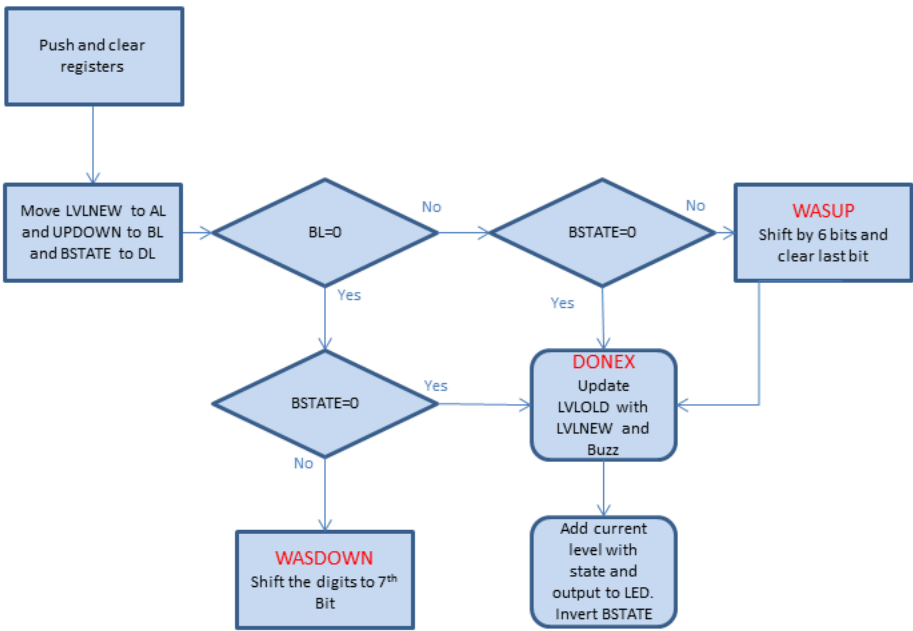 Push and clear
registers
Move LVLNEW to AL
and UPDOWN to BL
and BSTATE to DL
BL=0
No
BSTATE=0
No
WASUP
Shift by 6 bits and
clear last bit
Yes
Yes
BSTATE=0
Yes
No
DONEX
Update
LVLOLD with
LVLNEW and
Buzz
WASDOWN
Shift the digits to 7th
Bit
Add current
level with
state and
output to LED.
Invert BSTATE